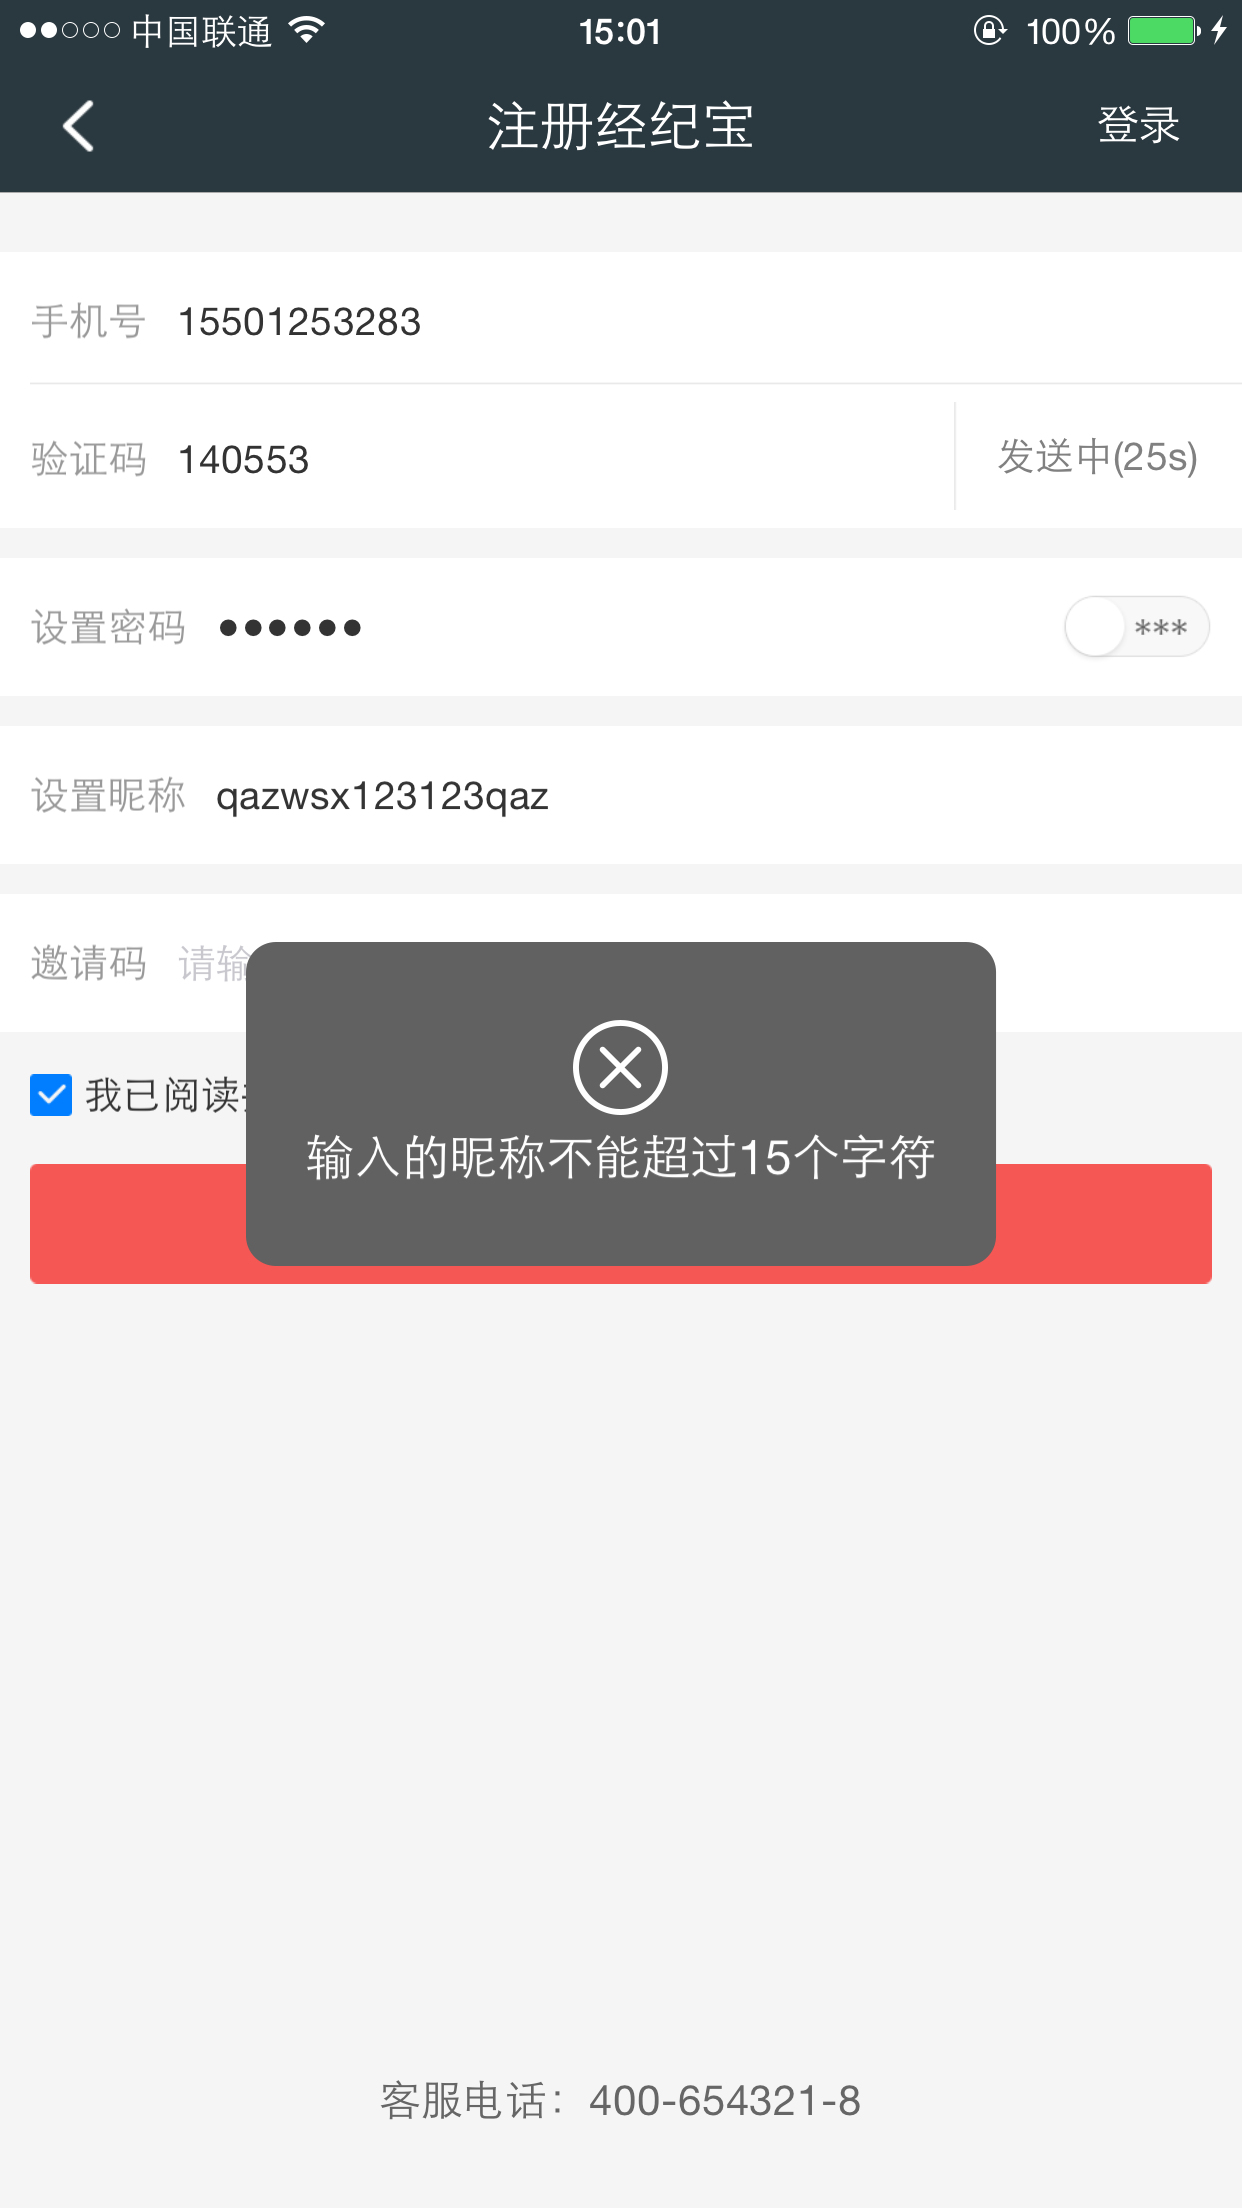 中国联通 15:01 100%
注册经纪宝 登录
手机号 15501253283
验证码 140553 发送中(25s)
设置密码 •••••• ***
设置昵称 qazwsx123123qaz
邀请码 请输
我已阅读
输入的昵称不能超过15个字符
客服电话：400-654321-8